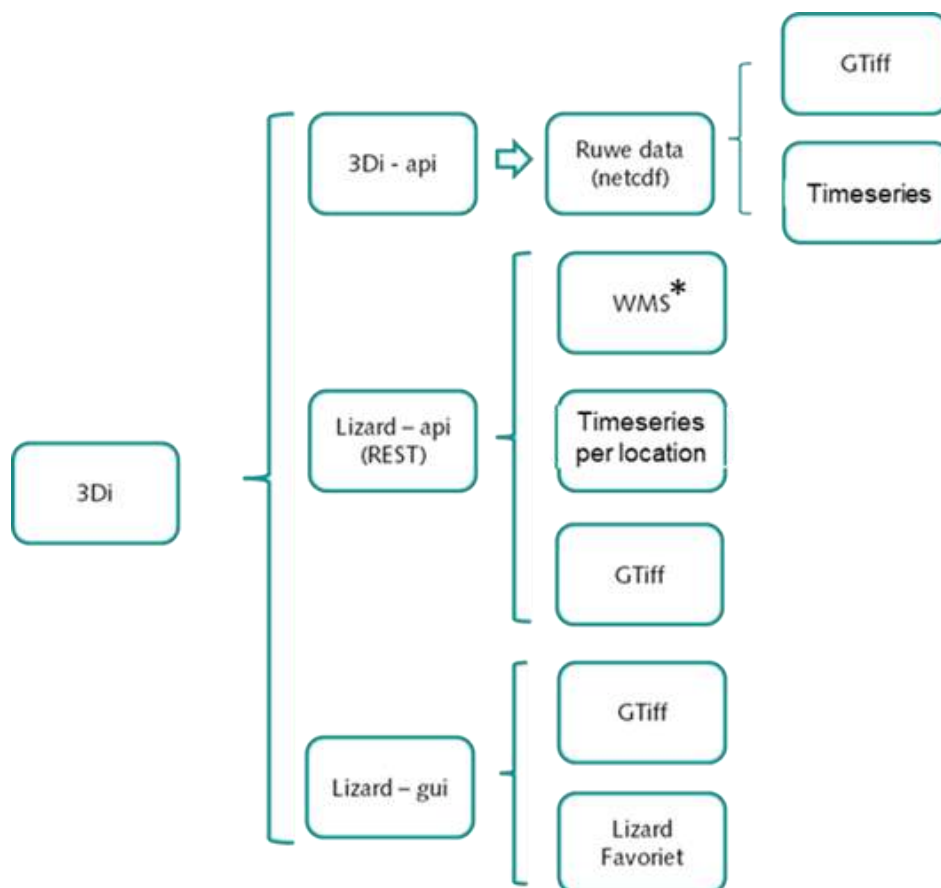 GTiff
3Di - api
Ruwe data
(netcdf)
Timeseries
WMS*
Lizard – api
(REST)
Timeseries
per location
3Di
GTiff
GTiff
Lizard – gui
Lizard
Favoriet